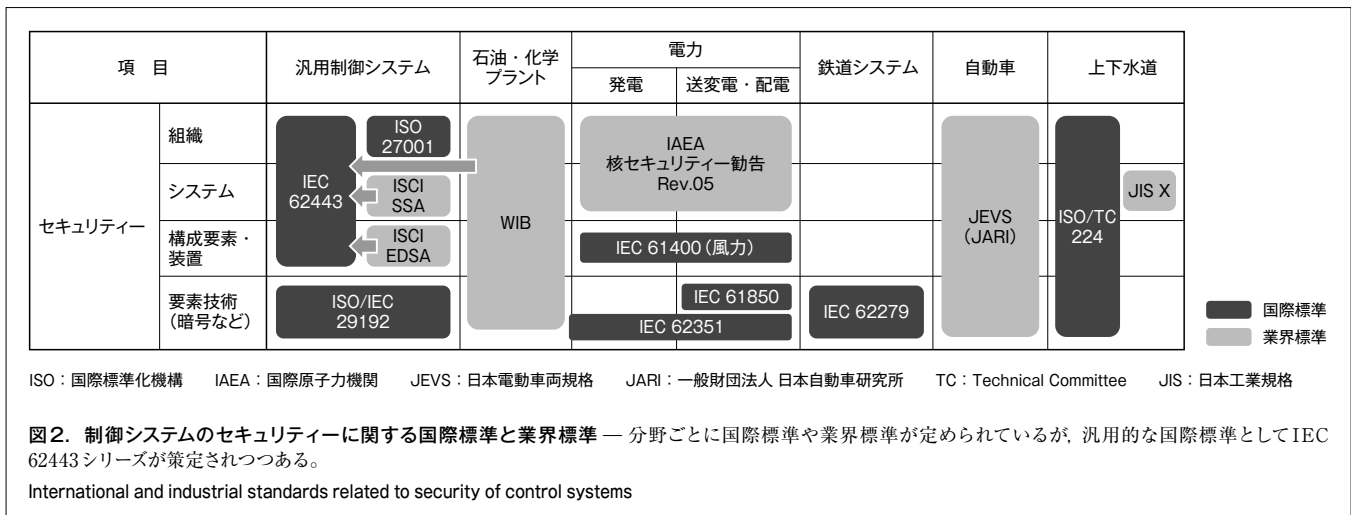 項 目
汎用制御システム
石油・化学
プラント
電力
発電
送変電・配電
鉄道システム
自動車
上下水道
セキュリティー
組織
システム
構成要素・
装置
要素技術
(暗号など)
IEC
62443
ISO
27001
ISCI
SSA
ISCI
EDSA
ISO/IEC
29192
WIB
IAEA
核セキュリティー勧告
Rev.05
IEC 61400(風力)
IEC 61850
IEC 62351
IEC 62279
JEVS
(JARI)
ISO/TC
224
JIS X
国際標準
業界標準
ISO:国際標準化機構 IAEA:国際原子力機関 JEVS:日本電動車両規格 JARI:一般財団法人 日本自動車研究所 TC:Technical Committee JIS:日本工業規格
図2. 制御システムのセキュリティーに関する国際標準と業界標準 ― 分野ごとに国際標準や業界標準が定められているが,汎用的な国際標準としてIEC
62443シリーズが策定されつつある。
International and industrial standards related to security of control systems